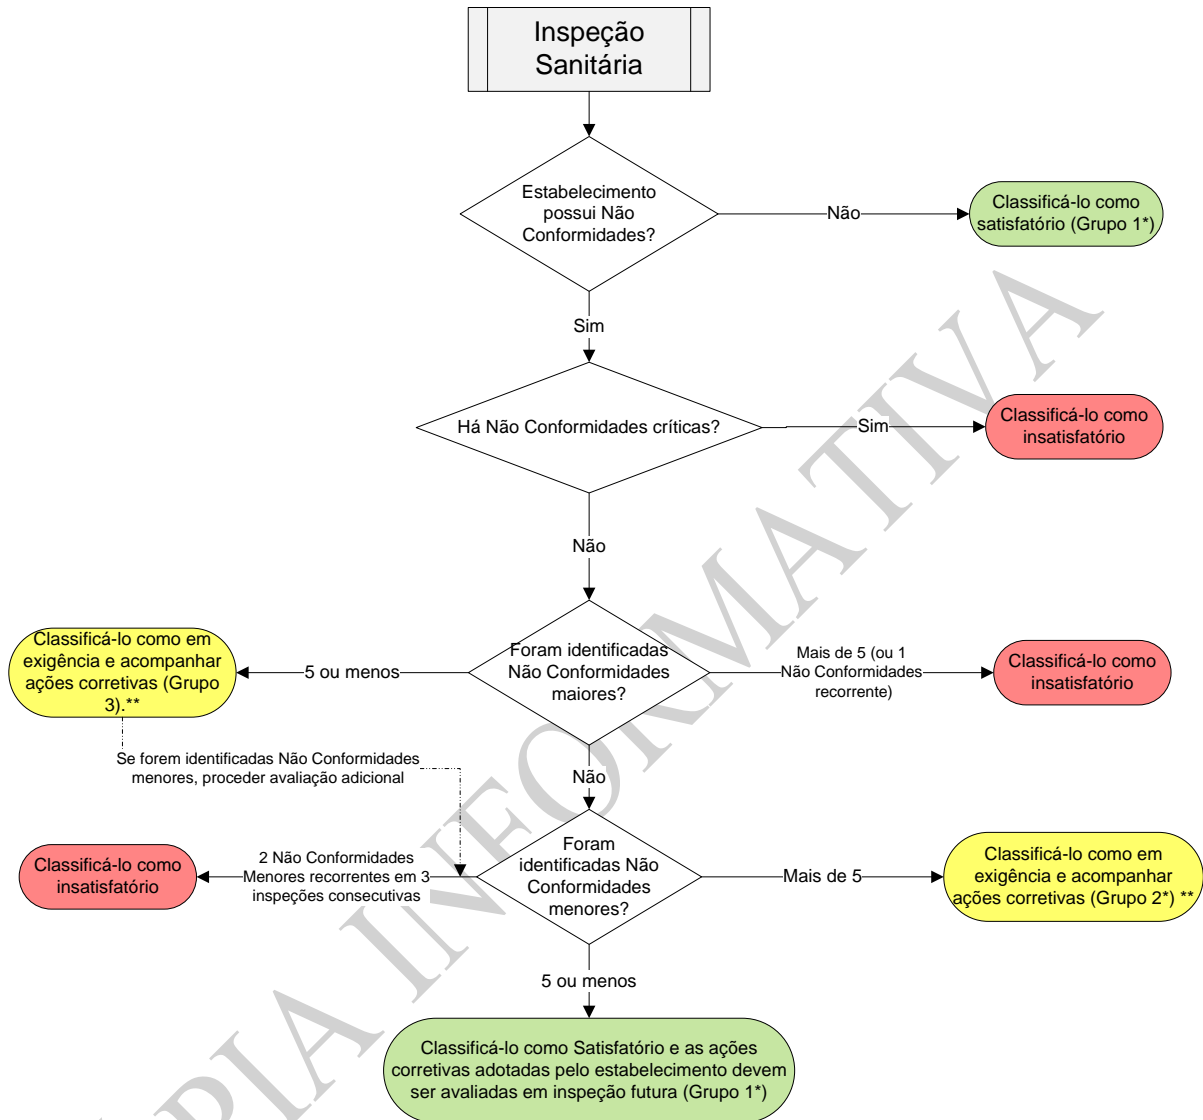 Inspeção
Sanitária
Estabelecimento
possui Não
Conformidades?
Não
Classificá-lo como
satisfatório (Grupo 1*)
Sim
Há Não Conformidades críticas?
Sim
Classificá-lo como
insatisfatório
Não
Classificá-lo como em
exigência e acompanhar
ações corretivas (Grupo
3).**
5 ou menos
Foram identificadas
Não Conformidades
maiores?
Mais de 5 (ou 1
Não Conformidades
recorrente)
Classificá-lo como
insatisfatório
Se forem identificadas Não Conformidades
menores, proceder avaliação adicional
Não
Classificá-lo como
insatisfatório
2 Não Conformidades
Menores recorrentes em 3
inspeções consecutivas
Foram
identificadas Não
Conformidades
menores?
Mais de 5
Classificá-lo como em
exigência e acompanhar
ações corretivas (Grupo 2*) **
5 ou menos
Classificá-lo como Satisfatório e as ações
corretivas adotadas pelo estabelecimento devem
ser avaliadas em inspeção futura (Grupo 1*)
PIA INFORMATIVA